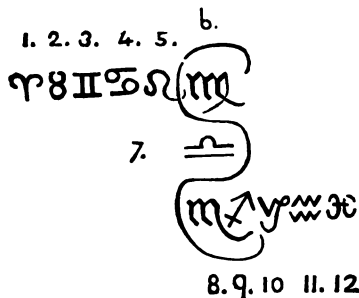 6.
1. 2. 3. 4. 5.
♈♉♊♋♌♍
7. ♎
♏♐♑♒♓
8. 9. 10 11. 12